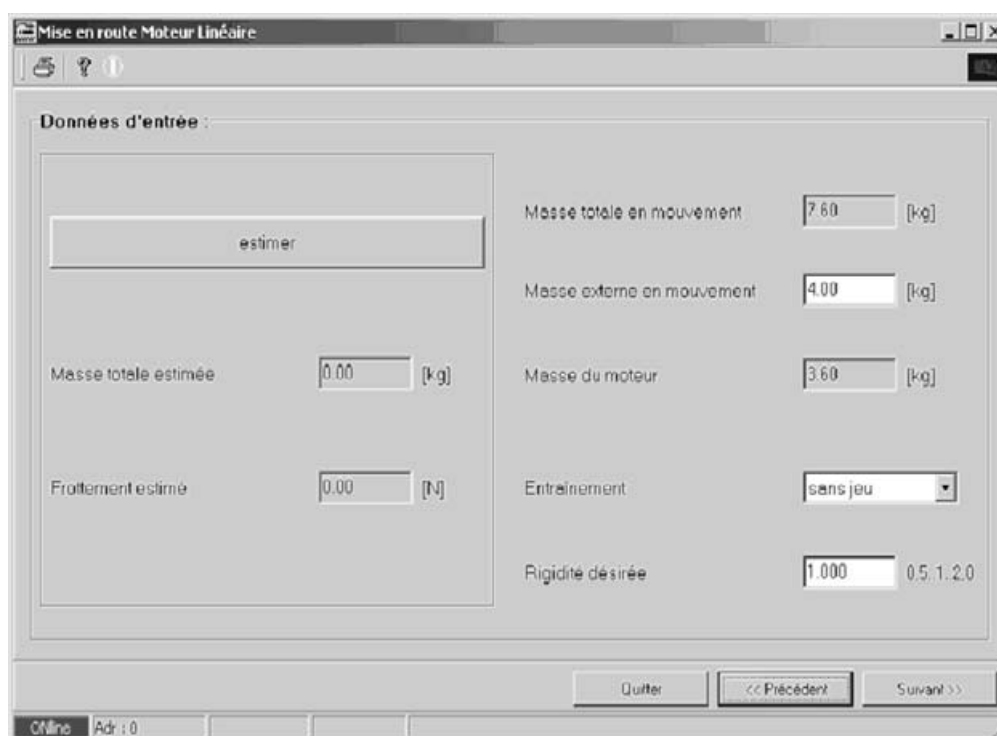 Mise en route Moteur Linéaire
Données d'entrée :
estimer
Masse totale estimée 0.00 [kg]
Frottement estimé 0.00 [N]
Masse totale en mouvement 7.60 [kg]
Masse externe en mouvement 4.00 [kg]
Masse du moteur 3.60 [kg]
Entraînement sans jeu
Rigidité désirée 1.000 0.5..1..2.0
Quitter << Précédent Suivant >>
ONline Adr : 0